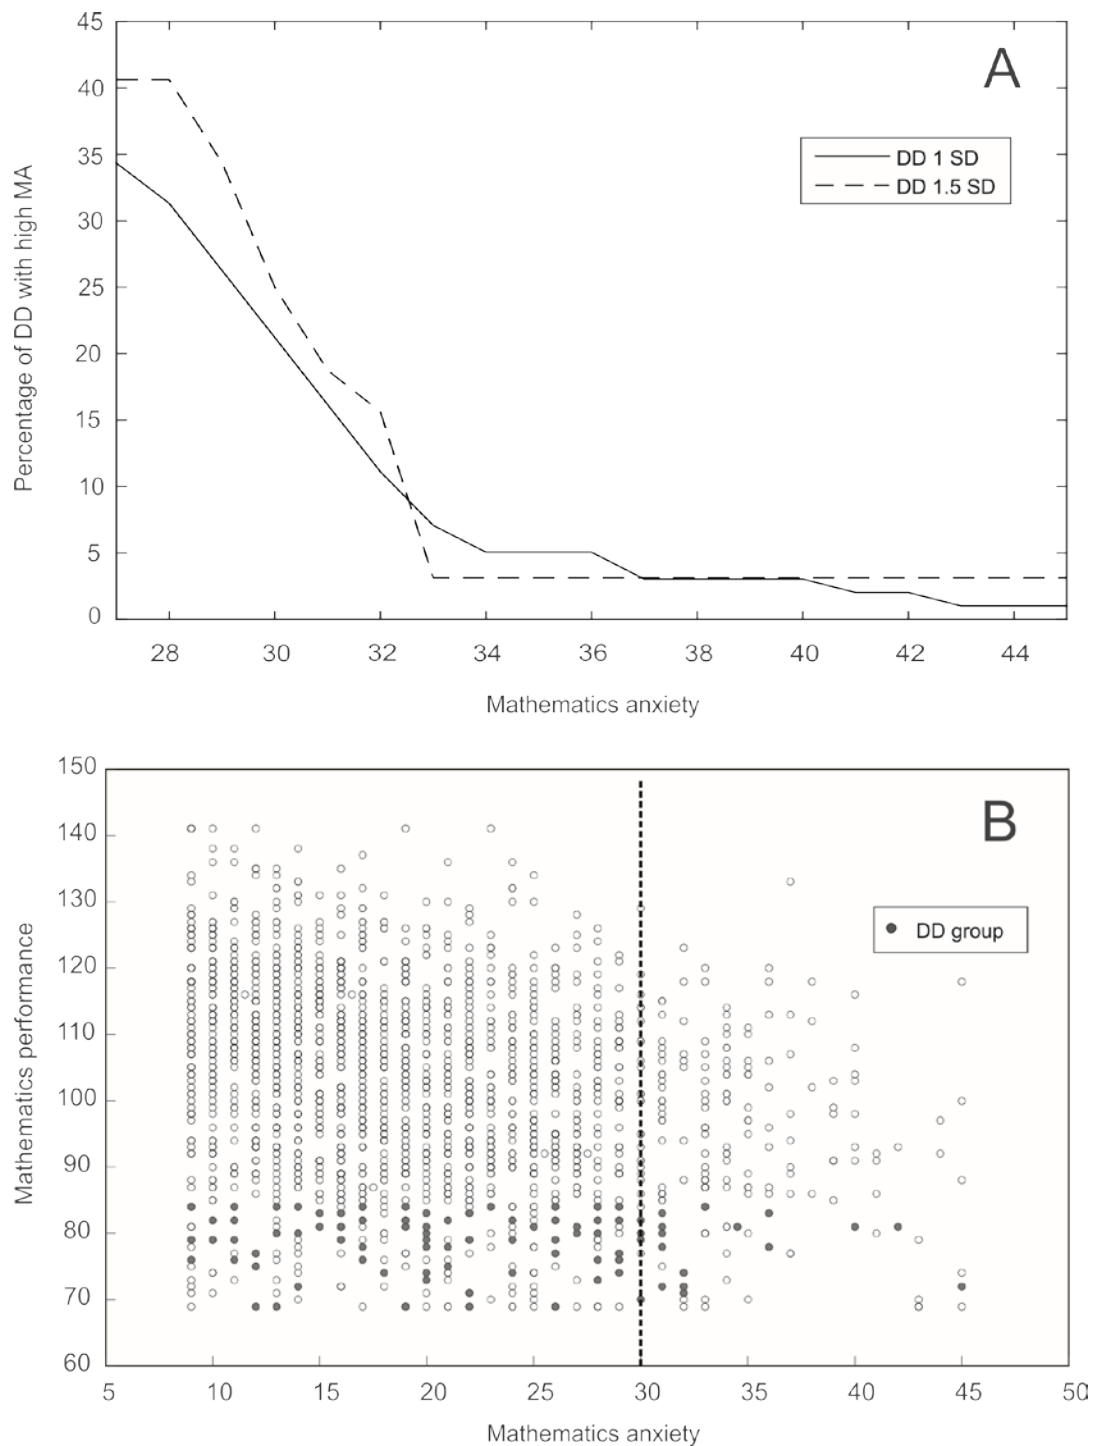 45
A
40
35
DD 1 SD
DD 1.5 SD
30
25
20
15
10
5
0
Percentage of DD with high MA
28 30 32 34 36 38 40 42 44
Mathematics anxiety
150
B
140
130
DD group
120
110
100
90
80
70
60
Mathematics performance
5 10 15 20 25 30 35 40 45 50
Mathematics anxiety